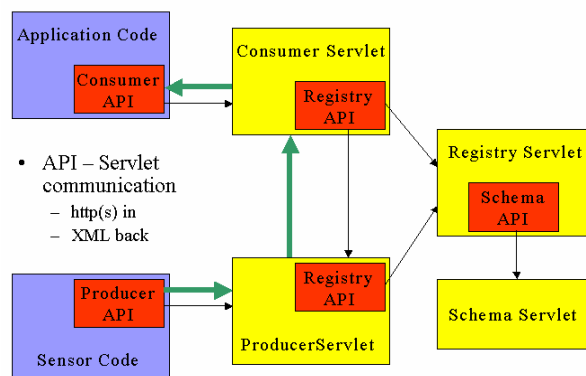 Application Code
Consumer
API
Consumer Servlet
Registry
API
• API – Servlet
communication
– http(s) in
– XML back
Registry Servlet
Schema
API
Producer
API
Sensor Code
Registry
API
ProducerServlet
Schema Servlet